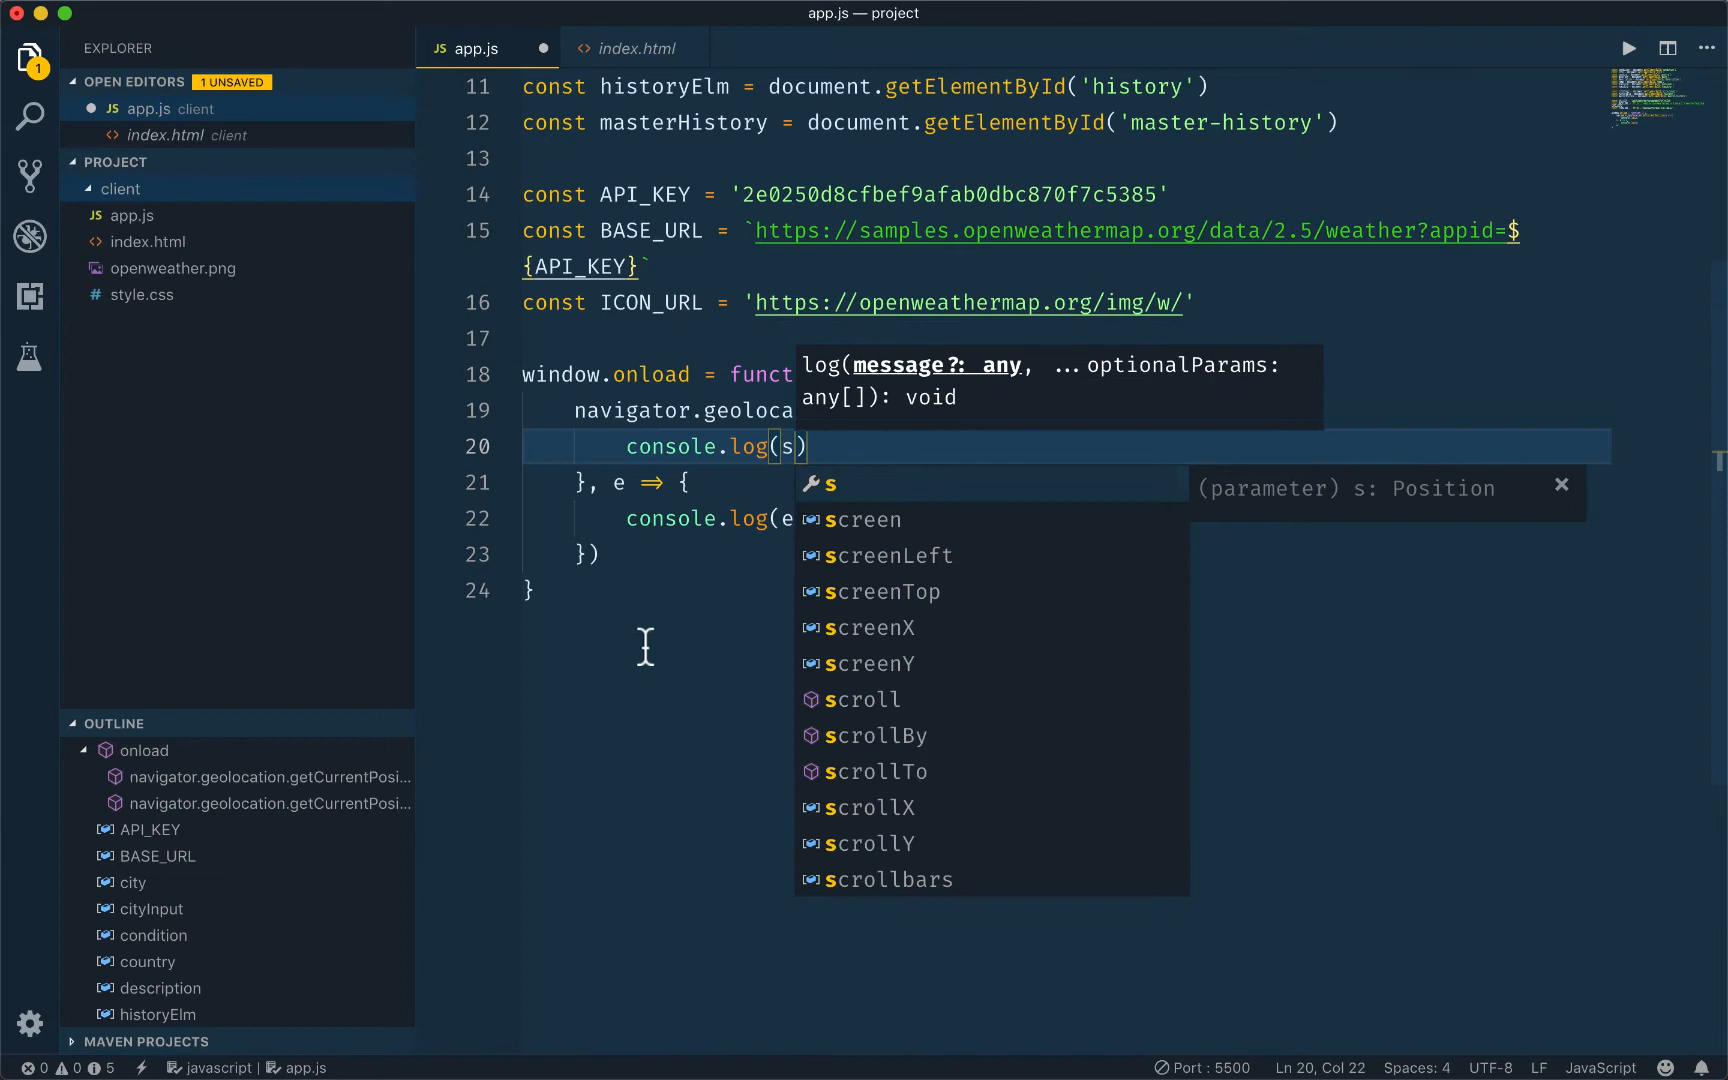 app.js — project
EXPLORER
OPEN EDITORS 1 UNSAVED
JS app.js client
<> index.html client
PROJECT
client
JS app.js
<> index.html
openweather.png
# style.css
OUTLINE
onload
navigator.geolocation.getCurrentPosi...
navigator.geolocation.getCurrentPosi...
API_KEY
BASE_URL
city
cityInput
condition
country
description
historyElm
MAVEN PROJECTS
1
JS app.js
<> index.html
11 const historyElm = document.getElementById('history')
12 const masterHistory = document.getElementById('master-history')
13
14 const API_KEY = '2e0250d8cfbef9afab0dbc870f7c5385'
15 const BASE_URL = `https://samples.openweathermap.org/data/2.5/weather?appid=$
{API_KEY}`
16 const ICON_URL = 'https://openweathermap.org/img/w/'
17
18 window.onload = funct
19 navigator.geoloca
20 console.log(s)
21 }, e => {
22 console.log(e
23 })
24 }
log(message?: any, ...optionalParams:
any[]): void
s
(parameter) s: Position
screen
screenLeft
screenTop
screenX
screenY
scroll
scrollBy
scrollTo
scrollX
scrollY
scrollbars
0 0 5 javascript | app.js
Port : 5500 Ln 20, Col 22 Spaces: 4 UTF-8 LF JavaScript